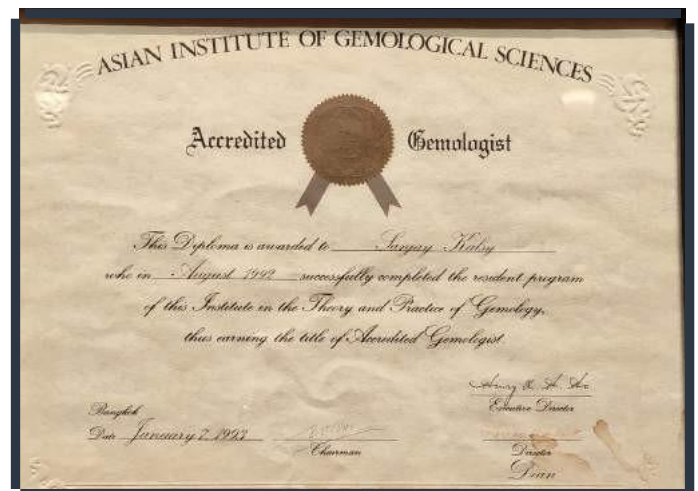 ASIAN INSTITUTE OF GEMOLOGICAL SCIENCES
Accredited Gemologist
This Diploma is awarded to Sanjay Kalsy
who in August 1992 successfully completed the resident program
of this Institute in the Theory and Practice of Gemology,
thus earning the title of Accredited Gemologist.
Executive Director
Bangkok
Date January 7, 1993
Chairman
Director
Dean